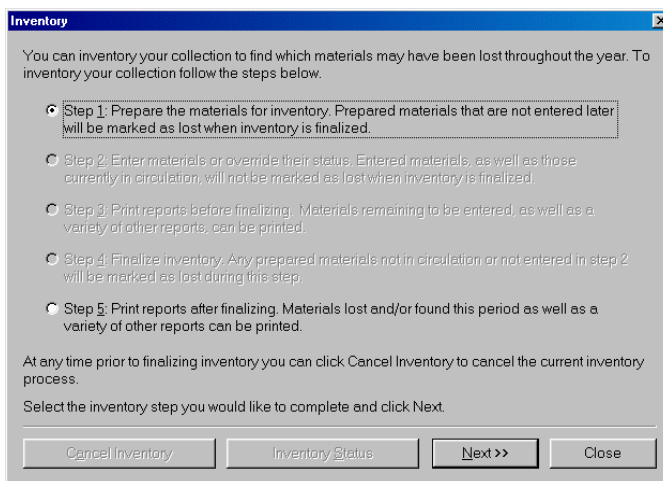 Inventory
You can inventory your collection to find which materials may have been lost throughout the year. To
inventory your collection follow the steps below.
Step 1: Prepare the materials for inventory. Prepared materials that are not entered later
will be marked as lost when inventory is finalized.
Step 2: Enter materials or override their status. Entered materials, as well as those
currently in circulation, will not be marked as lost when inventory is finalized.
Step 3: Print reports before finalizing. Materials remaining to be entered, as well as a
variety of other reports, can be printed.
Step 4: Finalize inventory. Any prepared materials not in circulation or not entered in step 2
will be marked as lost during this step.
Step 5: Print reports after finalizing. Materials lost and/or found this period as well as a
variety of other reports can be printed.
At any time prior to finalizing inventory you can click Cancel Inventory to cancel the current inventory
process.
Select the inventory step you would like to complete and click Next.
Cancel Inventory Inventory Status Next >> Close